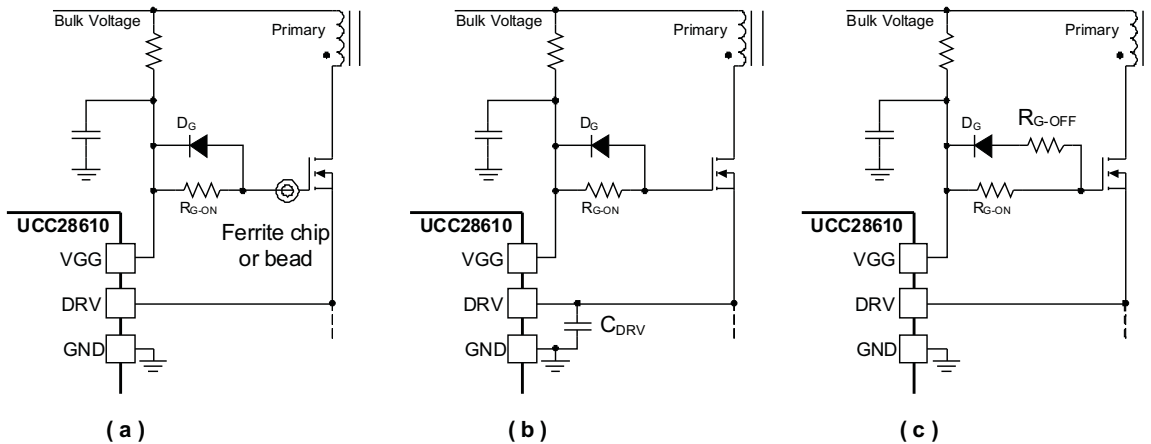 Bulk Voltage
Primary
DG
RG-ON
UCC28610
Ferrite chip
or bead
VGG
DRV
GND
( a )
Bulk Voltage
Primary
DG
RG-ON
UCC28610
VGG
DRV
CDRV
GND
( b )
Bulk Voltage
Primary
DG
RG-OFF
RG-ON
UCC28610
VGG
DRV
GND
( c )